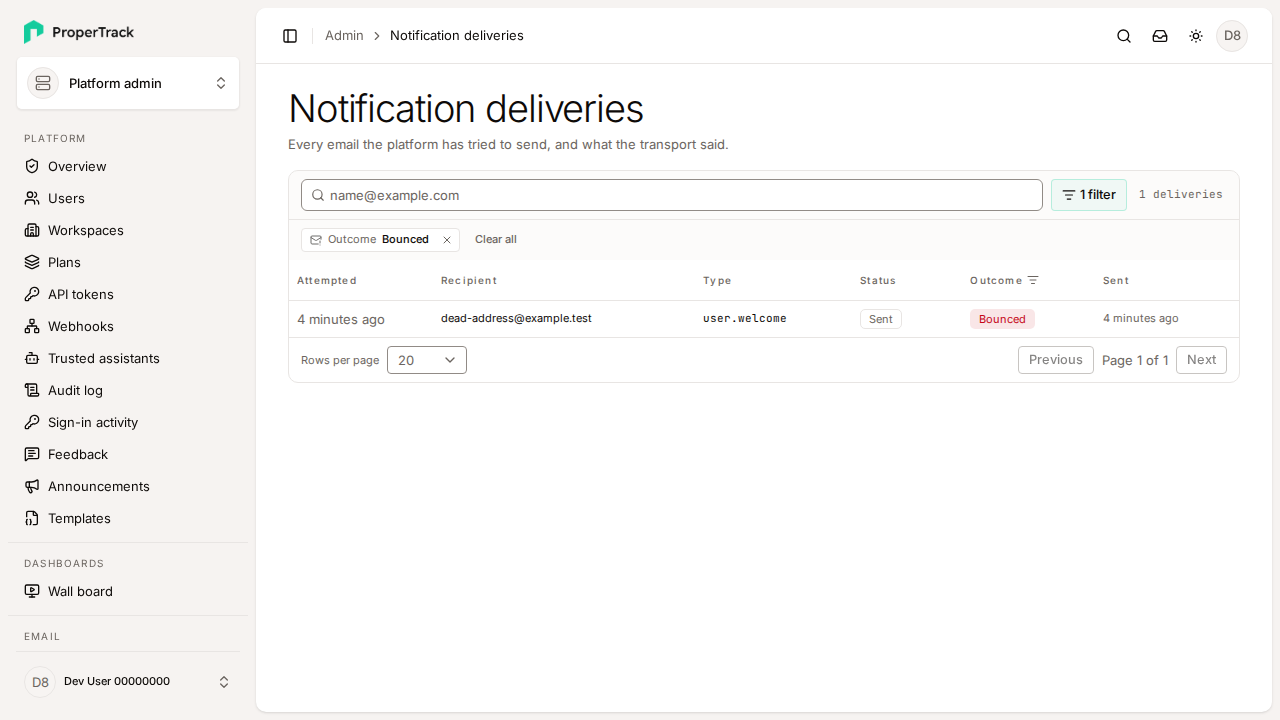 ProperTrack
Platform admin
PLATFORM
Overview
Users
Workspaces
Plans
API tokens
Webhooks
Trusted assistants
Audit log
Sign-in activity
Feedback
Announcements
Templates
DASHBOARDS
Wall board
EMAIL
D8 Dev User 00000000
Admin > Notification deliveries
D8
Notification deliveries
Every email the platform has tried to send, and what the transport said.
name@example.com 1 filter 1 deliveries
Outcome Bounced Clear all
Attempted Recipient Type Status Outcome Sent
4 minutes ago dead-address@example.test user.welcome Sent Bounced 4 minutes ago
Rows per page 20 Previous Page 1 of 1 Next